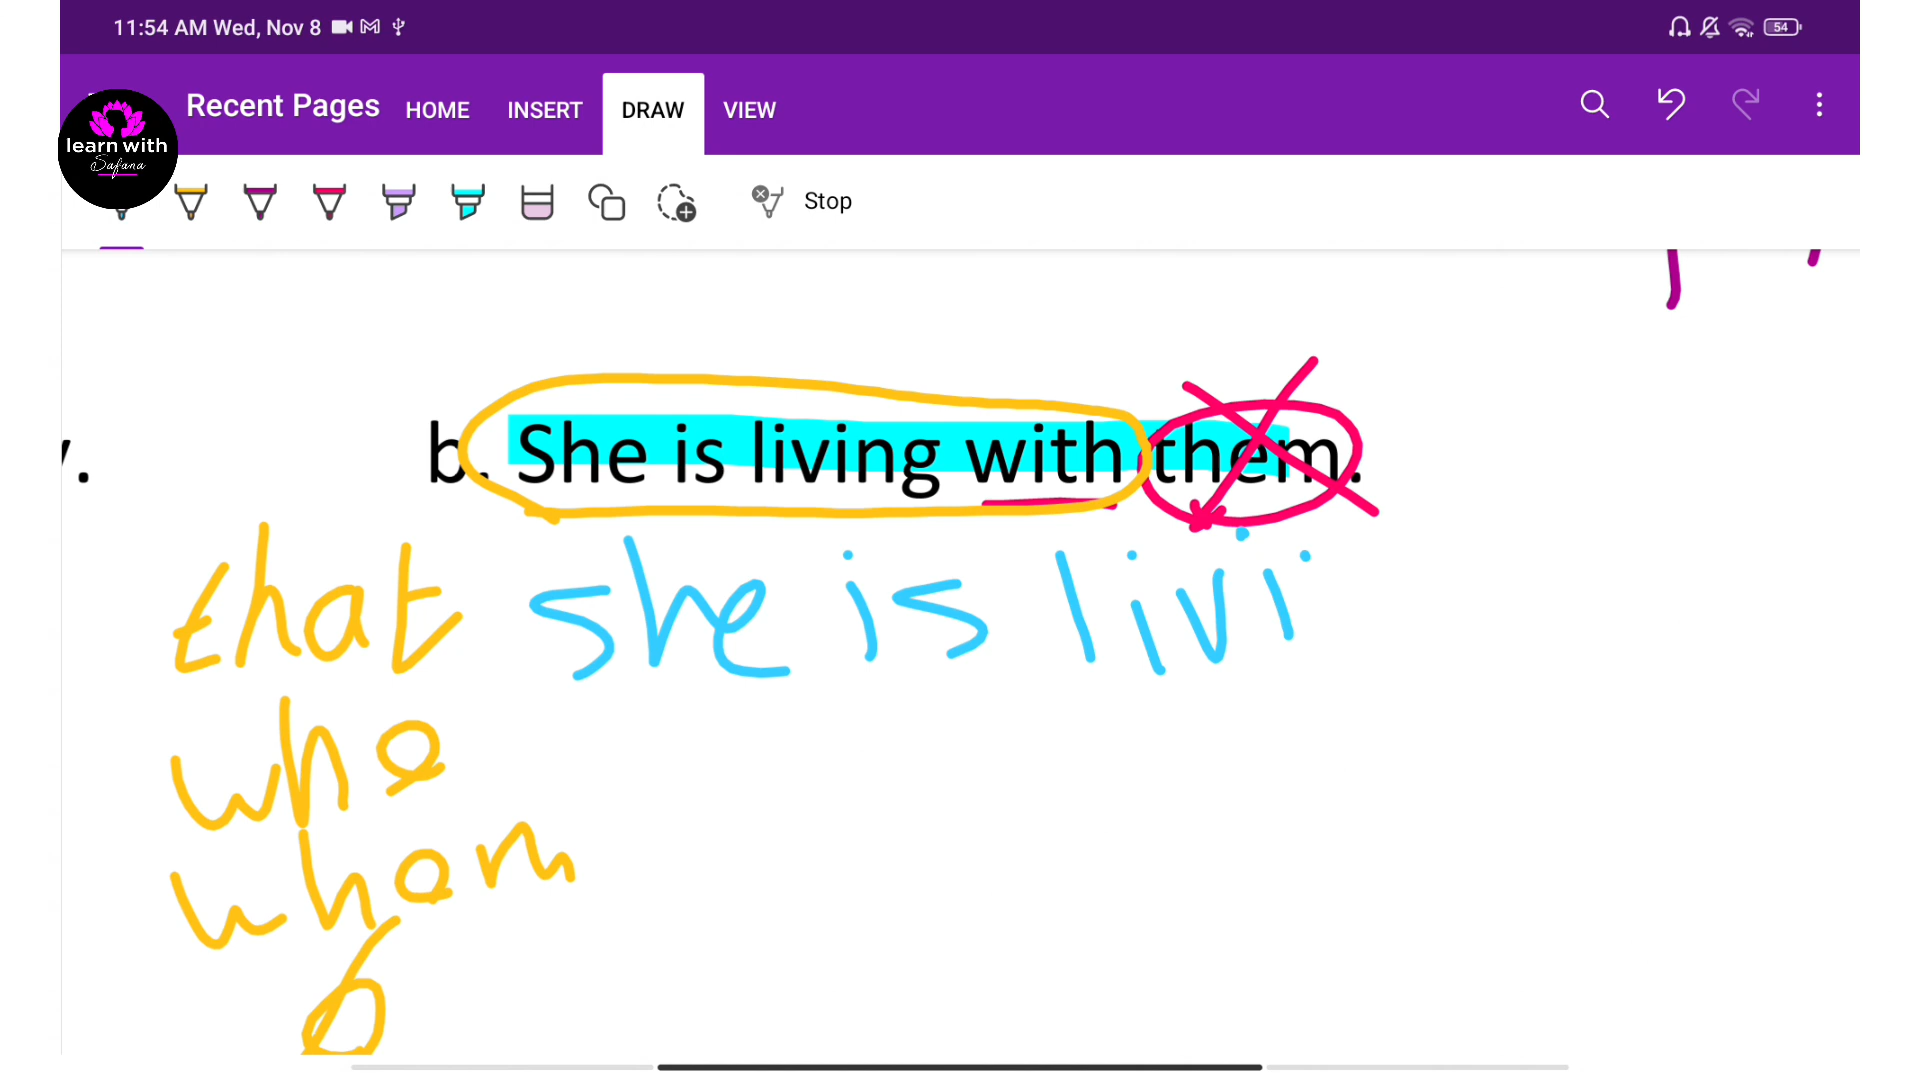 11:54 AM Wed, Nov 8
54
Recent Pages HOME INSERT DRAW VIEW
learn with
Safana
Stop
y. b. She is living with them.
that she is livi
who
whom